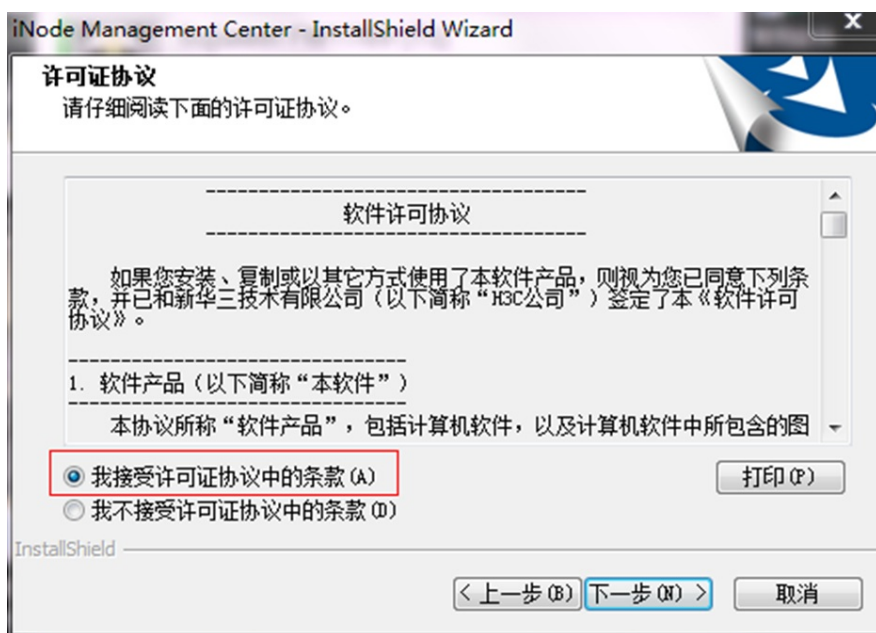 iNode Management Center - InstallShield Wizard
x
许可证协议
请仔细阅读下面的许可证协议。
------------------------------------
软件许可协议
------------------------------------
如果您安装、复制或以其它方式使用了本软件产品，则视为您已同意下列条
款，并已和新华三技术有限公司（以下简称“H3C公司”）签定了本《软件许可
协议》。
--------------------------------
1. 软件产品（以下简称“本软件”）
--------------------------------
本协议所称“软件产品”，包括计算机软件，以及计算机软件中所包含的图
我接受许可证协议中的条款(A)
打印(P)
我不接受许可证协议中的条款(D)
InstallShield
< 上一步(B)
下一步(N) >
取消